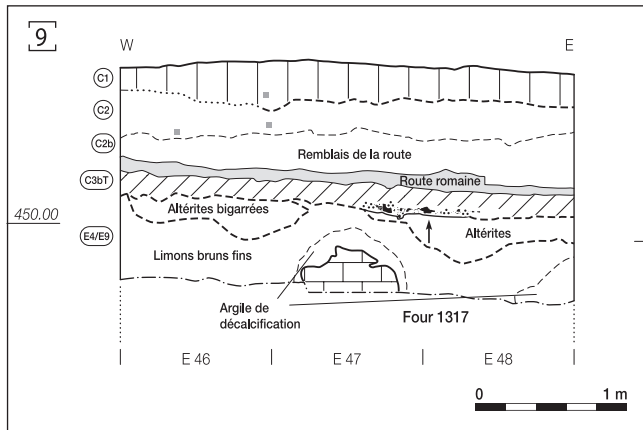 9
W E
C1
C2
C2b
Remblais de la route
C3bT
Route romaine
Altérites bigarrées
450.00
E4/E9
Altérites
Limons bruns fins
Argile de
décalcification
Four 1317
E 46 E 47 E 48
0 1 m